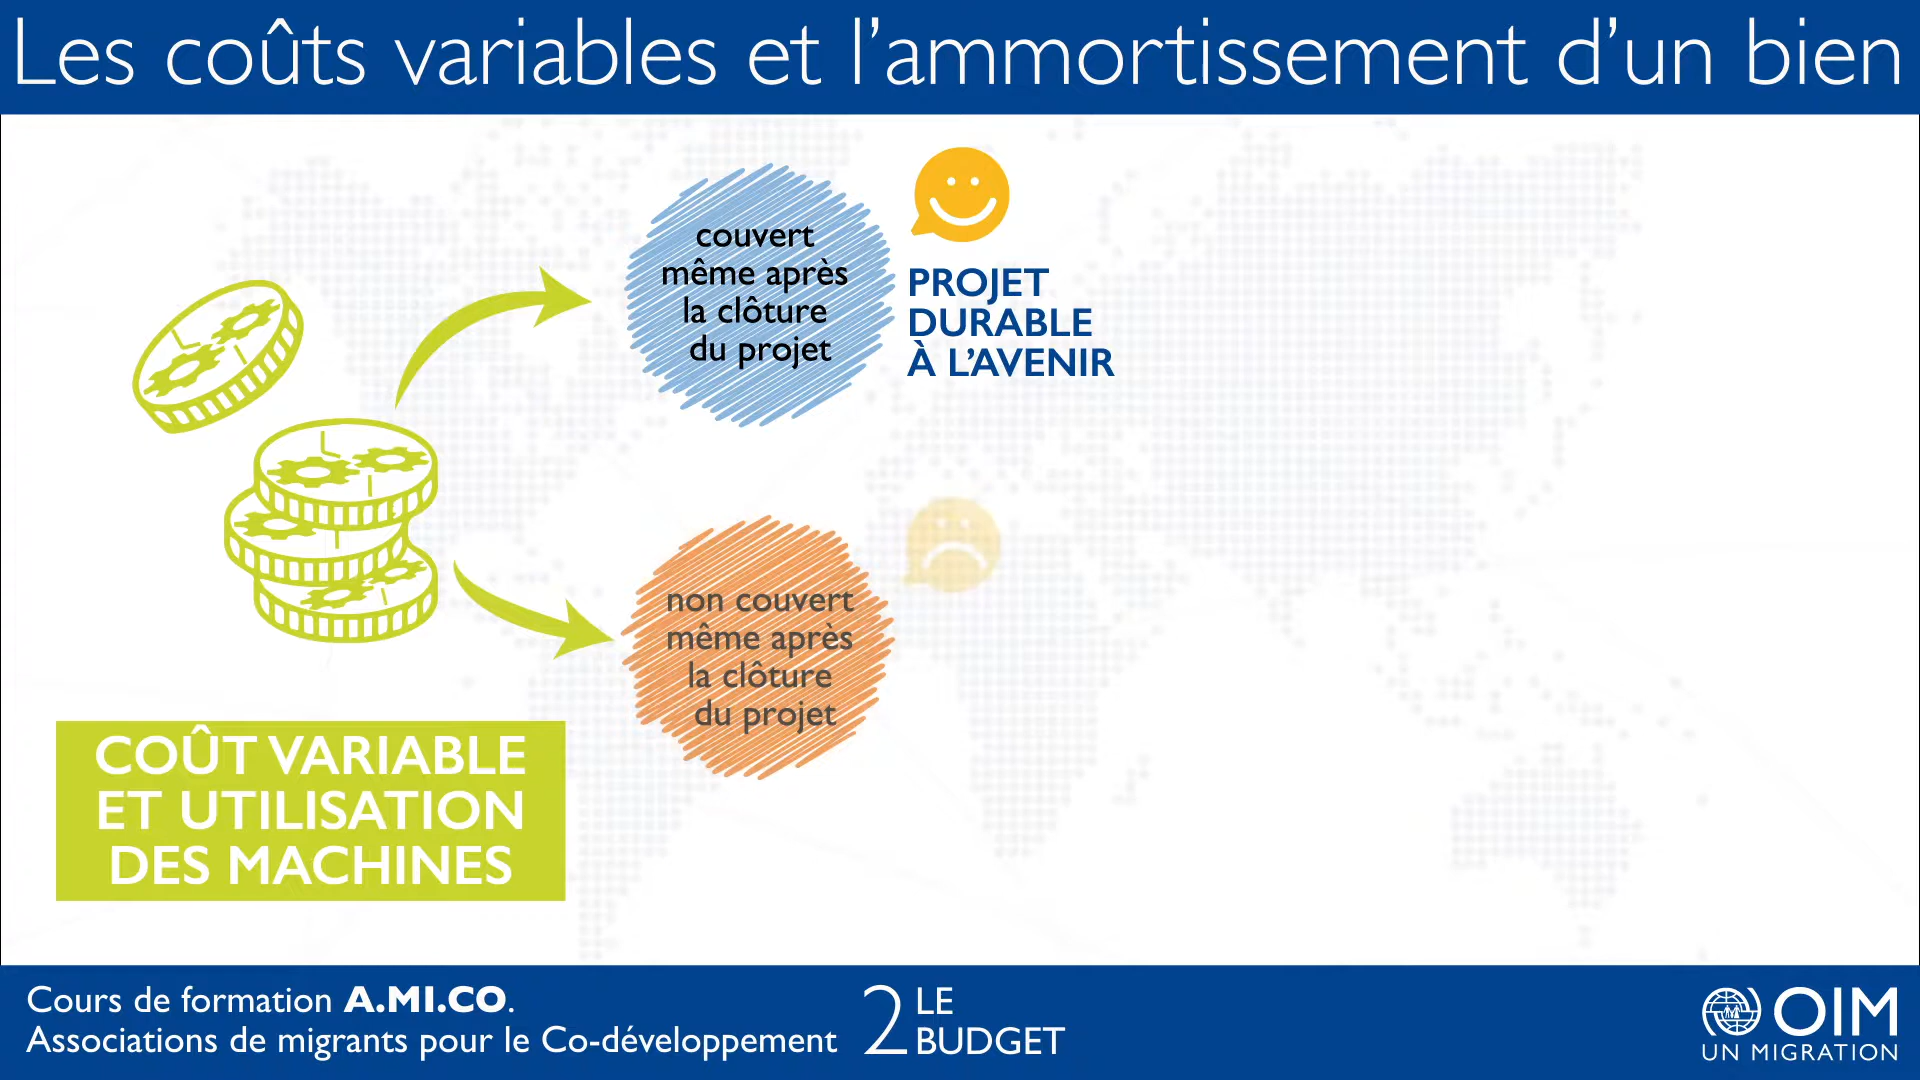 Les coûts variables et l’ammortissement d’un bien
couvert
même après
la clôture
du projet
PROJET
DURABLE
À L’AVENIR
non couvert
même après
la clôture
du projet
COÛT VARIABLE
ET UTILISATION
DES MACHINES
Cours de formation A.MI.CO.
Associations de migrants pour le Co-développement
2 LE
BUDGET
OIM
UN MIGRATION